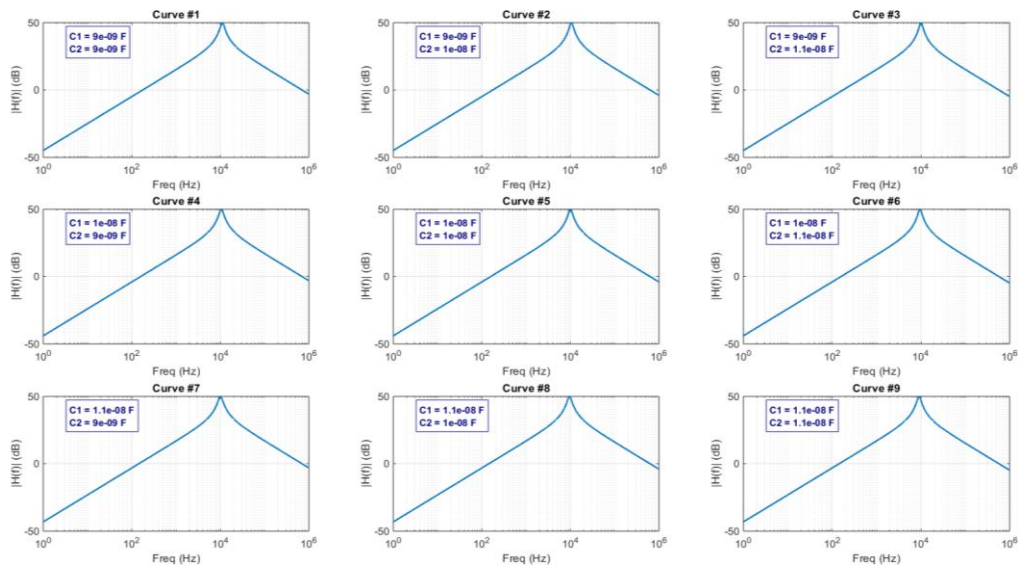 Curve #1
C1 = 9e-09 F
C2 = 9e-09 F
50
0
-50
|H(f)| (dB)
10^0
10^2
10^4
10^6
Freq (Hz)
Curve #2
C1 = 9e-09 F
C2 = 1e-08 F
50
0
-50
|H(f)| (dB)
10^0
10^2
10^4
10^6
Freq (Hz)
Curve #3
C1 = 9e-09 F
C2 = 1.1e-08 F
50
0
-50
|H(f)| (dB)
10^0
10^2
10^4
10^6
Freq (Hz)
Curve #4
C1 = 1e-08 F
C2 = 9e-09 F
50
0
-50
|H(f)| (dB)
10^0
10^2
10^4
10^6
Freq (Hz)
Curve #5
C1 = 1e-08 F
C2 = 1e-08 F
50
0
-50
|H(f)| (dB)
10^0
10^2
10^4
10^6
Freq (Hz)
Curve #6
C1 = 1e-08 F
C2 = 1.1e-08 F
50
0
-50
|H(f)| (dB)
10^0
10^2
10^4
10^6
Freq (Hz)
Curve #7
C1 = 1.1e-08 F
C2 = 9e-09 F
50
0
-50
|H(f)| (dB)
10^0
10^2
10^4
10^6
Freq (Hz)
Curve #8
C1 = 1.1e-08 F
C2 = 1e-08 F
50
0
-50
|H(f)| (dB)
10^0
10^2
10^4
10^6
Freq (Hz)
Curve #9
C1 = 1.1e-08 F
C2 = 1.1e-08 F
50
0
-50
|H(f)| (dB)
10^0
10^2
10^4
10^6
Freq (Hz)